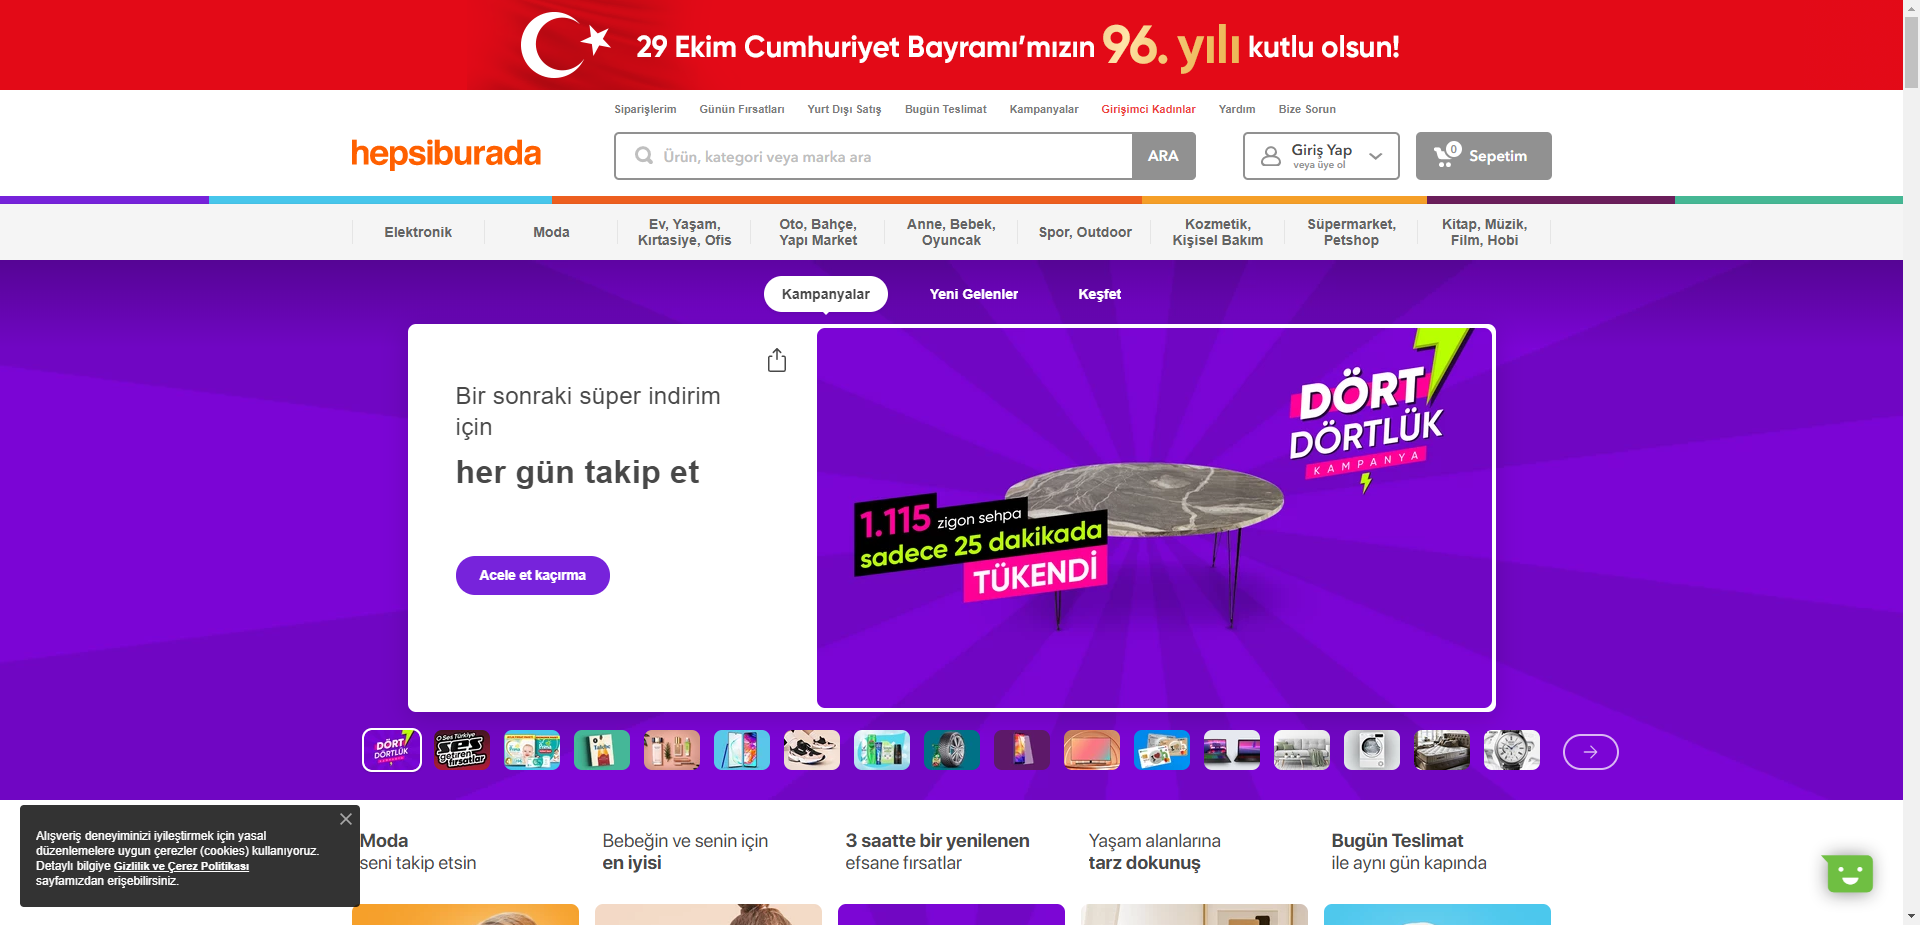 29 Ekim Cumhuriyet Bayramı'mızın 96. yılı kutlu olsun!
Siparişlerim Günün Fırsatları Yurt Dışı Satış Bugün Teslimat Kampanyalar Girişimci Kadınlar Yardım Bize Sorun
hepsiburada
Ürün, kategori veya marka ara
ARA
Giriş Yap
veya üye ol
0
Sepetim
Elektronik
Moda
Ev, Yaşam,
Kırtasiye, Ofis
Oto, Bahçe,
Yapı Market
Anne, Bebek,
Oyuncak
Spor, Outdoor
Kozmetik,
Kişisel Bakım
Süpermarket,
Petshop
Kitap, Müzik,
Film, Hobi
Kampanyalar Yeni Gelenler Keşfet
Bir sonraki süper indirim
için
her gün takip et
Acele et kaçırma
DÖRT
DÖRTLÜK
KAMPANYA
1.115 zigon sehpa
sadece 25 dakikada
TÜKENDİ
DÖRT
DÖRTLÜK
O Ses Türkiye
ses
getiren
fırsatlar
Alışveriş deneyiminizi iyileştirmek için yasal
düzenlemelere uygun çerezler (cookies) kullanıyoruz.
Detaylı bilgiye Gizlilik ve Çerez Politikası
sayfamızdan erişebilirsiniz.
Moda
seni takip etsin
Bebeğin ve senin için
en iyisi
3 saatte bir yenilenen
efsane fırsatlar
Yaşam alanlarına
tarz dokunuş
Bugün Teslimat
ile aynı gün kapında